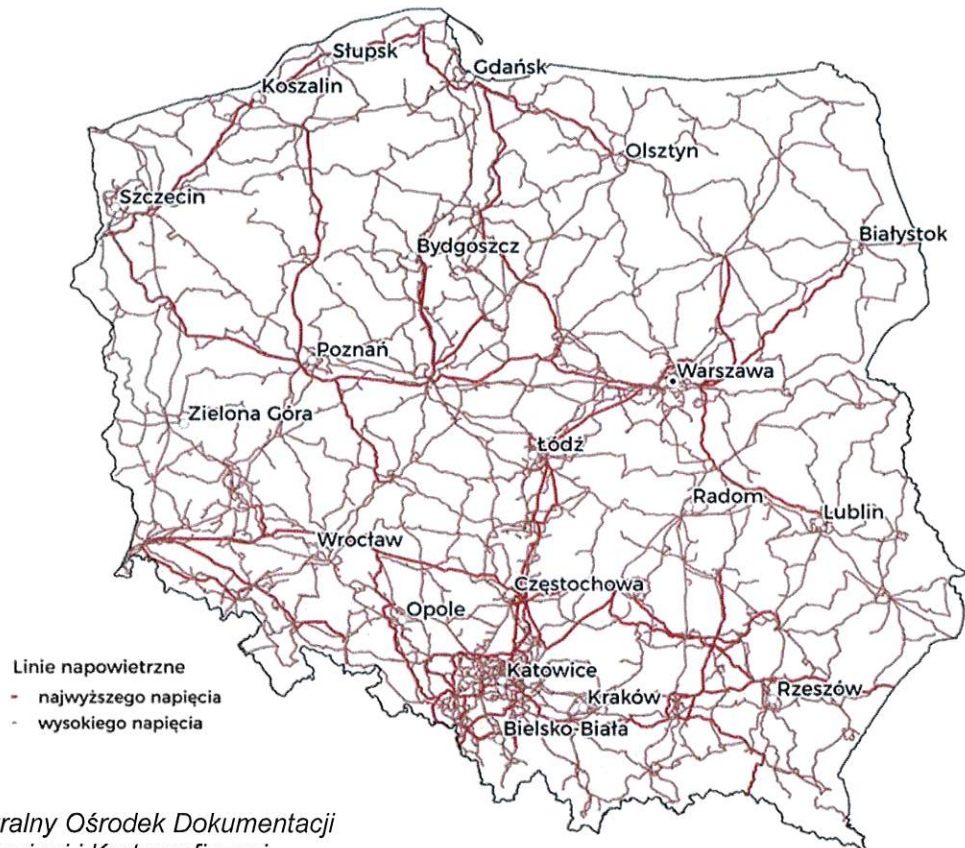 Słupsk
Gdańsk
Koszalin
Olsztyn
Szczecin
Białystok
Bydgoszcz
Poznań
Warszawa
Zielona Góra
Łódź
Radom
Lublin
Wrocław
Częstochowa
Opole
Linie napowietrzne
Katowice
najwyższego napięcia
Kraków
Rzeszów
wysokiego napięcia
Bielsko-Biała
Ośrodek Dokumentacji